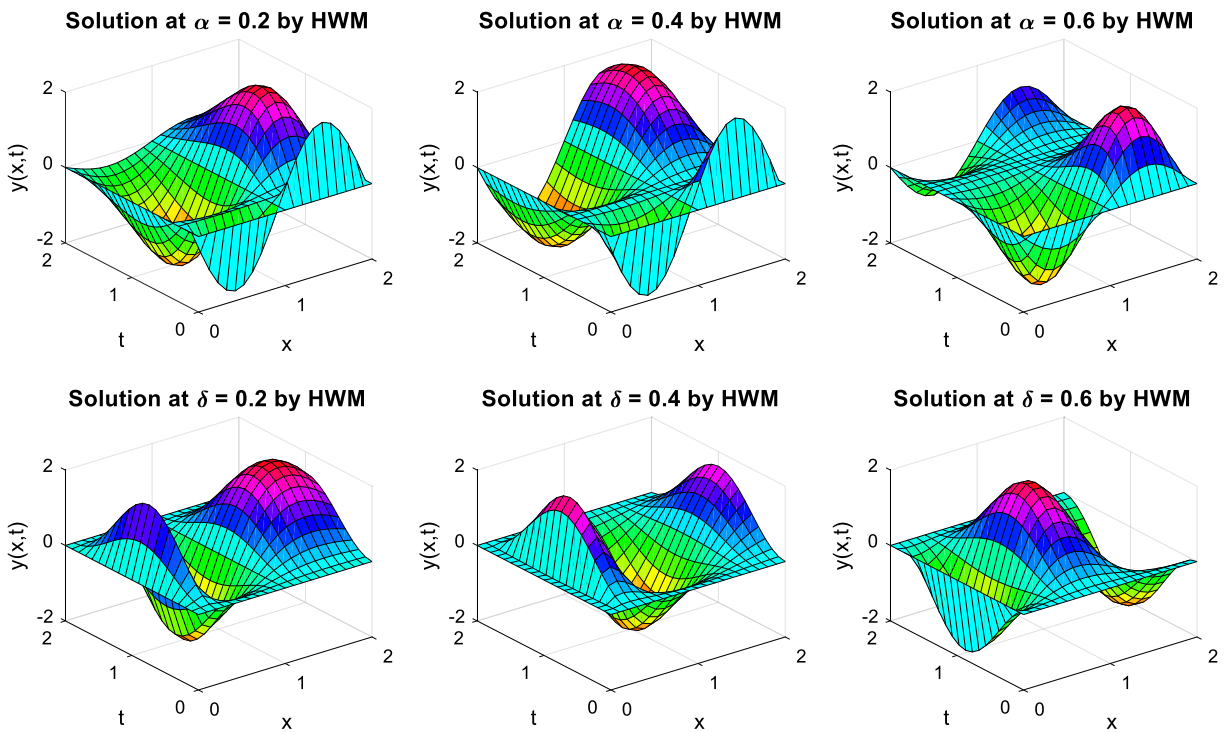 Solution at α = 0.2 by HWM
2
0
-2
y(x,t)
2
1
0
t
0
1
2
x
Solution at α = 0.4 by HWM
2
0
-2
y(x,t)
2
1
0
t
0
1
2
x
Solution at α = 0.6 by HWM
2
0
-2
y(x,t)
2
1
0
t
0
1
2
x
Solution at δ = 0.2 by HWM
2
0
-2
y(x,t)
2
1
0
t
0
1
2
x
Solution at δ = 0.4 by HWM
2
0
-2
y(x,t)
2
1
0
t
0
1
2
x
Solution at δ = 0.6 by HWM
2
0
-2
y(x,t)
2
1
0
t
0
1
2
x